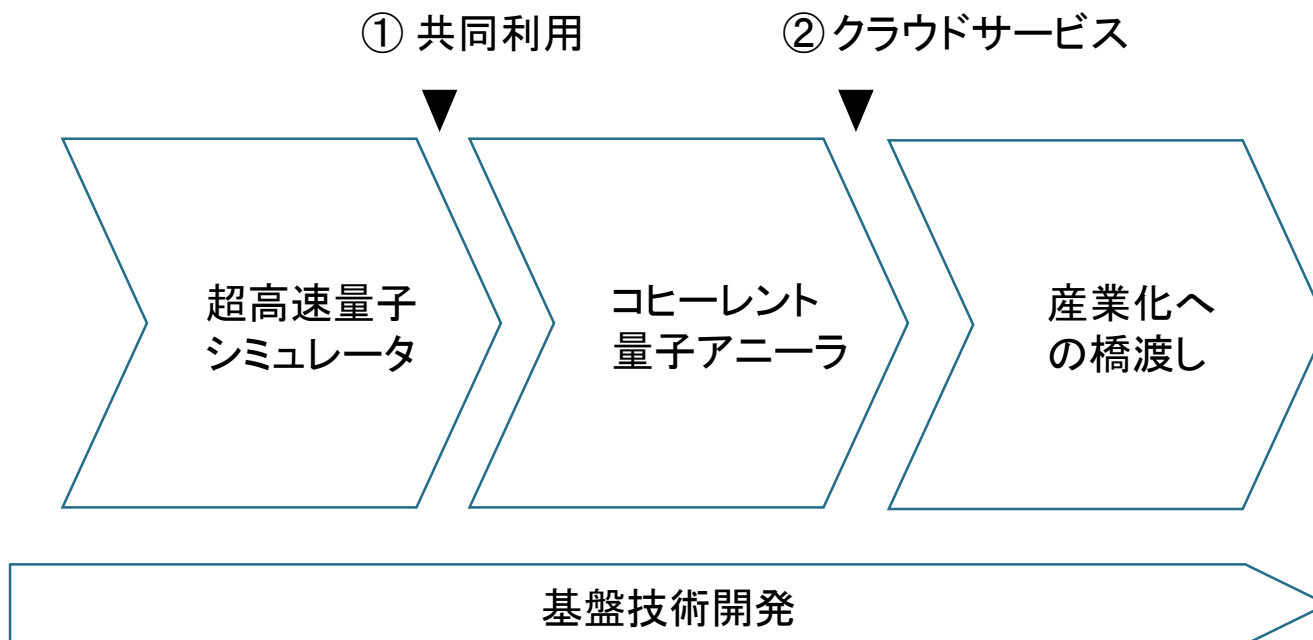 ① 共同利用
② クラウドサービス
超高速量子
シミュレータ
コヒーレント
量子アニーラ
産業化へ
の橋渡し
基盤技術開発